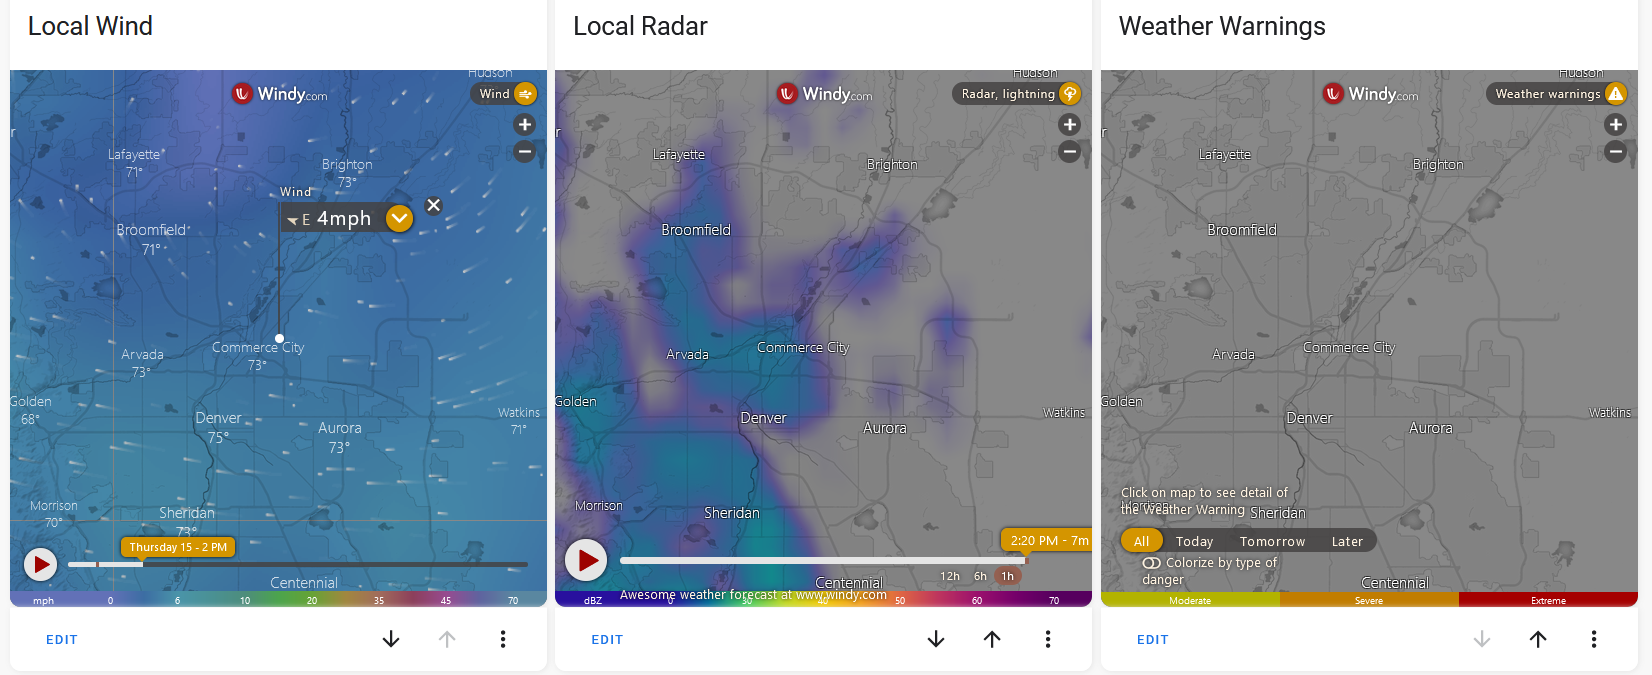 Local Wind
Windy.com
Wind
Hudson
r
+
−
Lafayette
71°
Brighton
73°
Wind
E 4mph
Broomfield
71°
Arvada
73°
Commerce City
73°
Golden
68°
Denver
75°
Aurora
73°
Watkins
71°
Morrison
70°
Sheridan
73°
Thursday 15 - 2 PM
Centennial
mph 0 6 10 20 35 45 70
EDIT
Local Radar
Windy.com
Radar, lightning
Hudson
r
+
−
Lafayette
Brighton
Broomfield
Arvada
Commerce City
Golden
Denver
Aurora
Watkins
Morrison
Sheridan
2:20 PM - 7m
12h 6h 1h
Centennial
Awesome weather forecast at www.windy.com
dBZ 0 30 40 50 60 70
EDIT
Weather Warnings
Windy.com
Weather warnings
Hudson
r
+
−
Lafayette
Brighton
Broomfield
Arvada
Commerce City
Golden
Denver
Aurora
Watkins
Click on map to see detail of
the Weather Warning
Morrison
Sheridan
All Today Tomorrow Later
Colorize by type of
danger
Centennial
Moderate Severe Extreme
EDIT